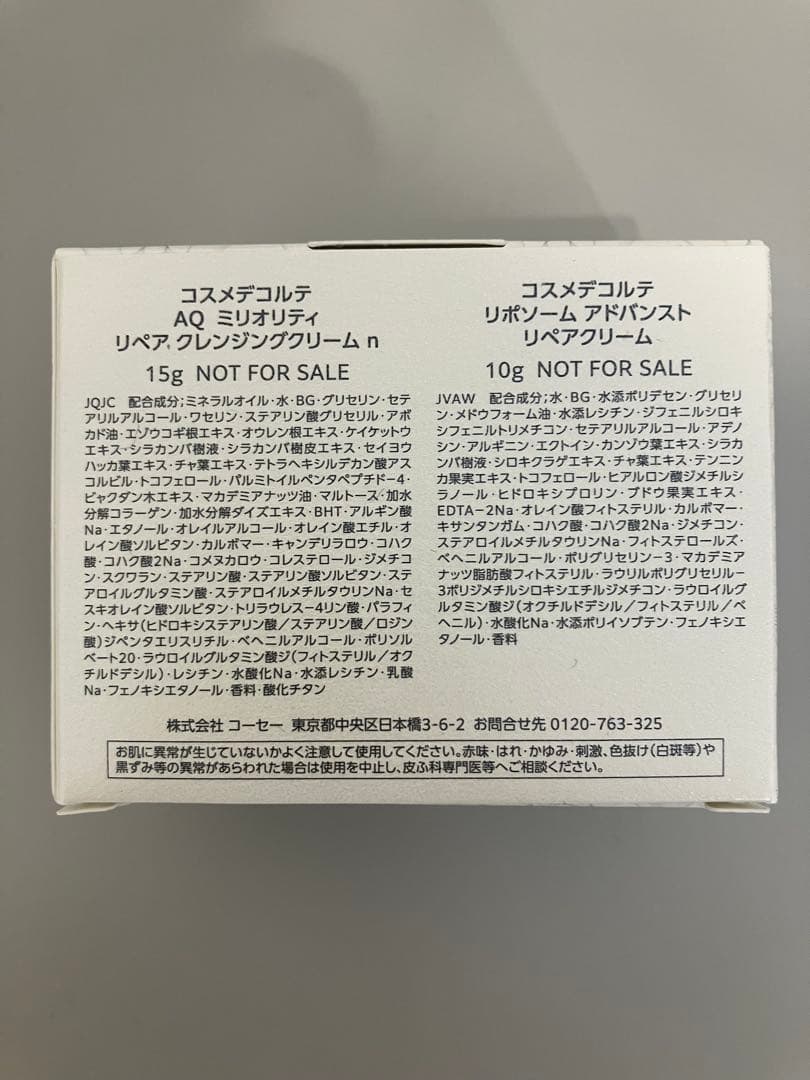 コスメデコルテ
AQ ミリオリティ
リペア クレンジングクリーム n
15g NOT FOR SALE
JQJC 配合成分;ミネラルオイル・水・BG・グリセリン・セテ
アリルアルコール・ワセリン・ステアリン酸グリセリル・アボ
カド油・エゾウコギ根エキス・オウレン根エキス・ケイケットウ
エキス・シラカンバ樹液・シラカンバ樹皮エキス・セイヨウ
ハッカ葉エキス・チャ葉エキス・テトラヘキシルデカン酸アス
コルビル・トコフェロール・パルミトイルペンタペプチド-4・
ビャクダン木エキス・マカデミアナッツ油・マルトース・加水
分解コラーゲン・加水分解ダイズエキス・BHT・アルギン酸
Na・エタノール・オレイルアルコール・オレイン酸エチル・オ
レイン酸ソルビタン・カルボマー・キャンデリラロウ・コハク
酸・コハク酸2Na・コメヌカロウ・コレステロール・ジメチコ
ン・スクワラン・ステアリン酸・ステアリン酸ソルビタン・ステ
アロイルグルタミン酸・ステアロイルメチルタウリンNa・セ
スキオレイン酸ソルビタン・トリラウレス-4リン酸・パラフィ
ン・ヘキサ(ヒドロキシステアリン酸/ステアリン酸/ロジン
酸)ジペンタエリスリチル・ベヘニルアルコール・ポリソル
ベート20・ラウロイルグルタミン酸ジ(フィトステリル/オク
チルドデシル)・レシチン・水酸化Na・水添レシチン・乳酸
Na・フェノキシエタノール・香料・酸化チタン
コスメデコルテ
リポソーム アドバンスト
リペアクリーム
10g NOT FOR SALE
JVAW 配合成分;水・BG・水添ポリデセン・グリセリ
ン・メドウフォーム油・水添レシチン・ジフェニルシロキ
シフェニルトリメチコン・セテアリルアルコール・アデノ
シン・アルギニン・エクトイン・カンゾウ葉エキス・シラカ
ンバ樹液・シロキクラゲエキス・チャ葉エキス・テンニン
カ果実エキス・トコフェロール・ヒアルロン酸ジメチルシ
ラノール・ヒドロキシプロリン・ブドウ果実エキス・
EDTA-2Na・オレイン酸フィトステリル・カルボマー・
キサンタンガム・コハク酸・コハク酸2Na・ジメチコン・
ステアロイルメチルタウリンNa・フィトステロールズ・
ベヘニルアルコール・ポリグリセリン-3・マカデミア
ナッツ脂肪酸フィトステリル・ラウリルポリグリセリル-
3ポリジメチルシロキシエチルジメチコン・ラウロイルグ
ルタミン酸ジ(オクチルドデシル/フィトステリル/ベ
ヘニル)・水酸化Na・水添ポリイソブテン・フェノキシエ
タノール・香料
株式会社 コーセー 東京都中央区日本橋3-6-2 お問合せ先 0120-763-325
お肌に異常が生じていないかよく注意して使用してください。赤味・はれ・かゆみ・刺激、色抜け(白斑等)や
黒ずみ等の異常があらわれた場合は使用を中止し、皮ふ科専門医等へご相談ください。